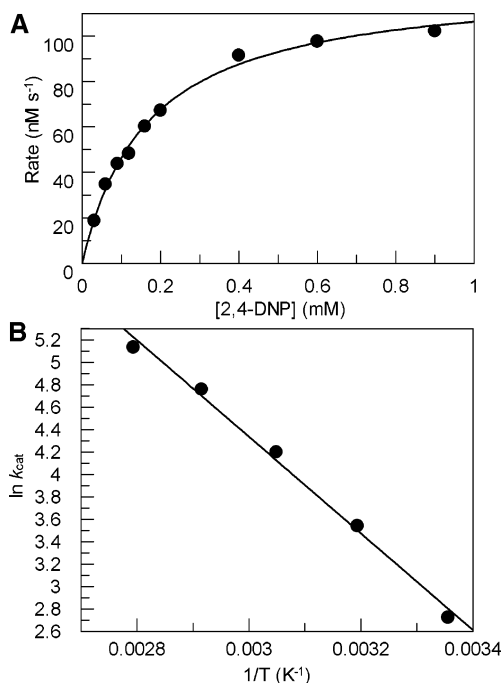 A
100
80
60
40
20
0
Rate (nM s-1)
0 0.2 0.4 0.6 0.8 1
[2,4-DNP] (mM)
B
5.2
5
4.8
4.6
4.4
4.2
4
3.8
3.6
3.4
3.2
3
2.8
2.6
ln kcat
0.0028 0.003 0.0032 0.0034
1/T (K-1)